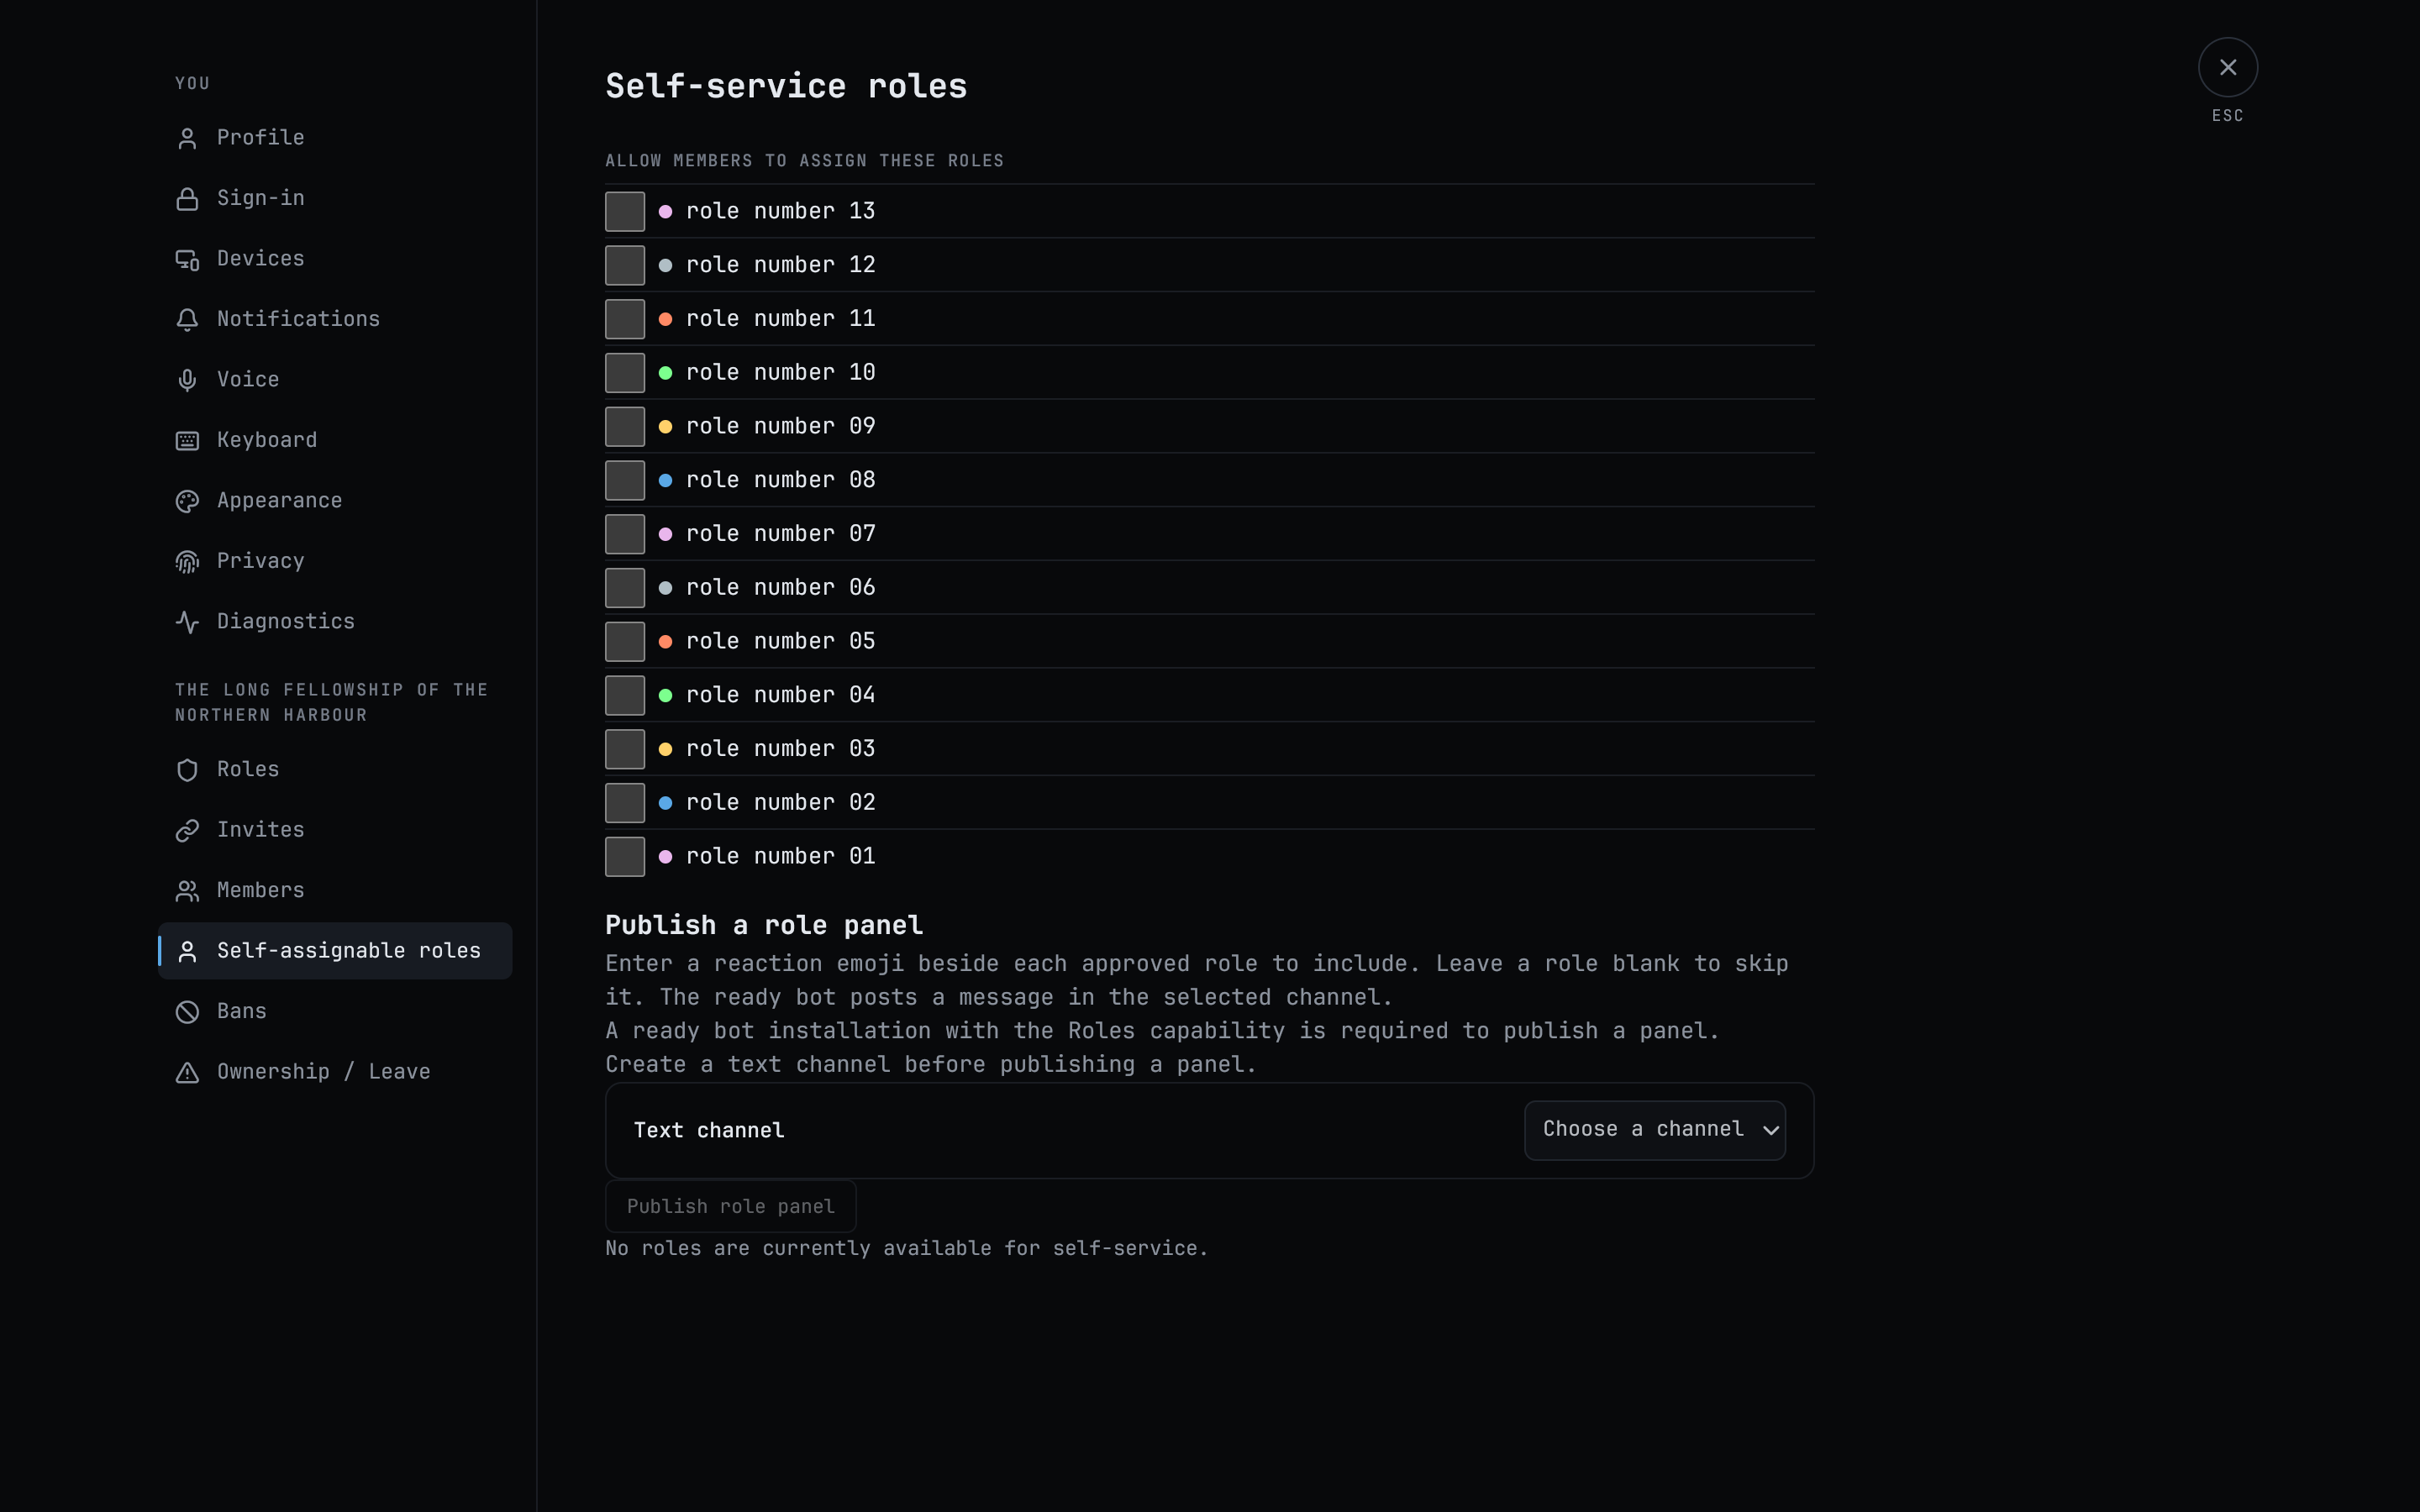 YOU
Profile
Sign-in
Devices
Notifications
Voice
Keyboard
Appearance
Privacy
Diagnostics
THE LONG FELLOWSHIP OF THE
NORTHERN HARBOUR
Roles
Invites
Members
Self-assignable roles
Bans
Ownership / Leave
Self-service roles
ESC
ALLOW MEMBERS TO ASSIGN THESE ROLES
role number 13
role number 12
role number 11
role number 10
role number 09
role number 08
role number 07
role number 06
role number 05
role number 04
role number 03
role number 02
role number 01
Publish a role panel
Enter a reaction emoji beside each approved role to include. Leave a role blank to skip
it. The ready bot posts a message in the selected channel.
A ready bot installation with the Roles capability is required to publish a panel.
Create a text channel before publishing a panel.
Text channel
Choose a channel
Publish role panel
No roles are currently available for self-service.